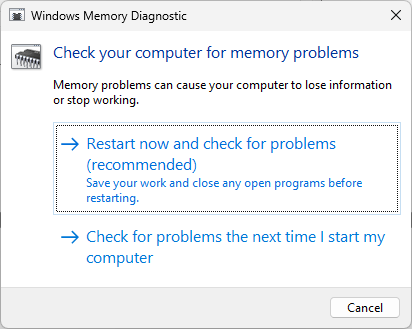 Windows Memory Diagnostic
Check your computer for memory problems
Memory problems can cause your computer to lose information
or stop working.
Restart now and check for problems
(recommended)
Save your work and close any open programs before
restarting.
Check for problems the next time I start my
computer
Cancel